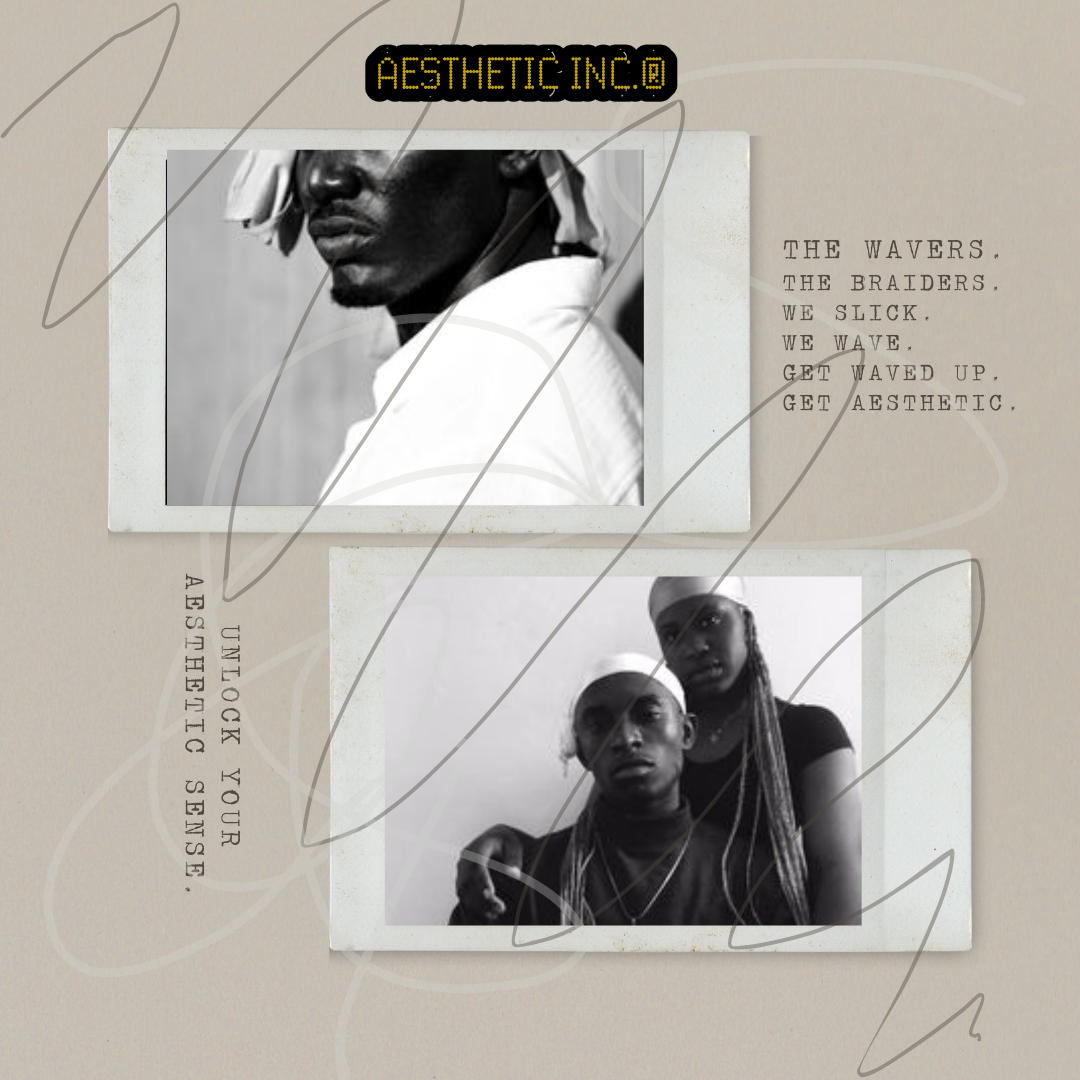 AESTHETIC INC.®
THE WAVERS.
THE BRAIDERS.
WE SLICK.
WE WAVE.
GET WAVED UP.
GET AESTHETIC.
UNLOCK YOUR
AESTHETIC SENSE.